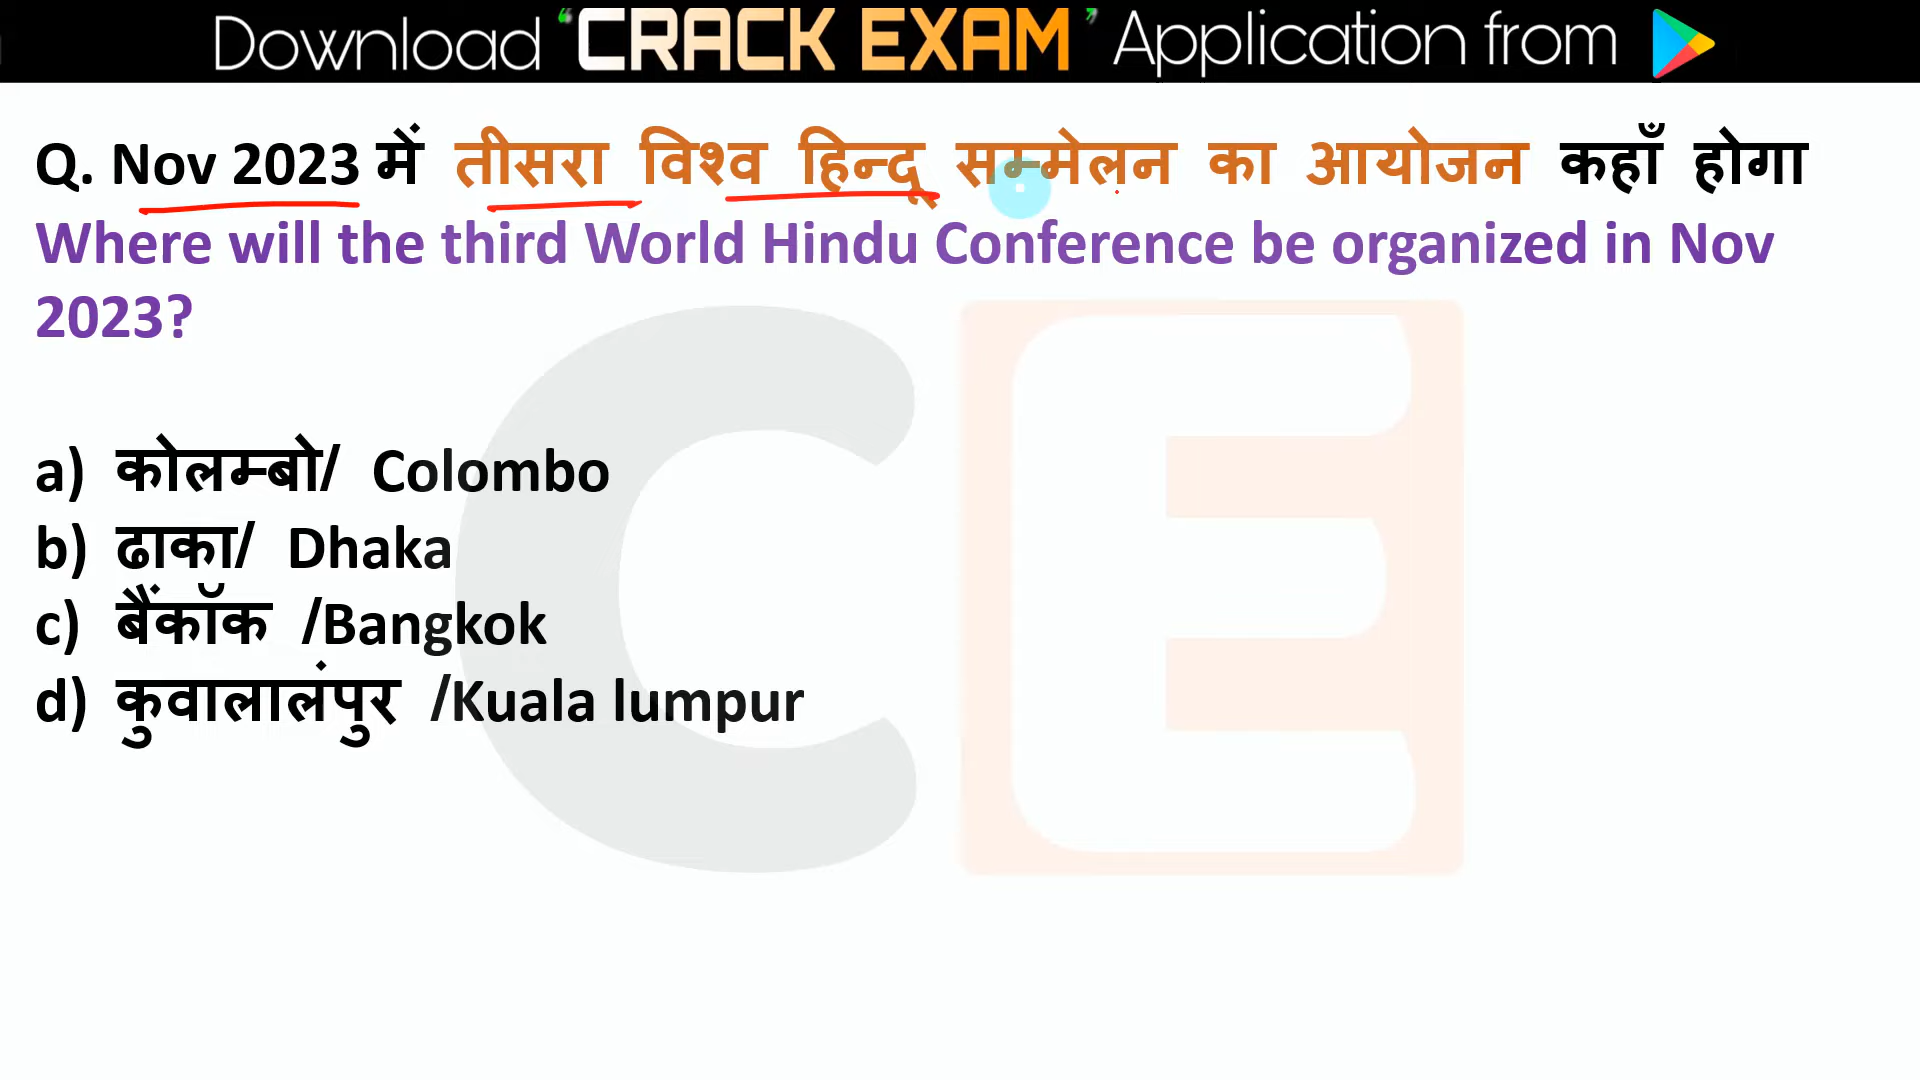 Download ‘CRACK EXAM’ Application from
Q. Nov 2023 में तीसरा विश्व हिन्दू सम्मेलन का आयोजन कहाँ होगा
Where will the third World Hindu Conference be organized in Nov
2023?
a) कोलम्बो/ Colombo
b) ढाका/ Dhaka
c) बैंकॉक /Bangkok
d) कुवालालंपुर /Kuala lumpur
CE